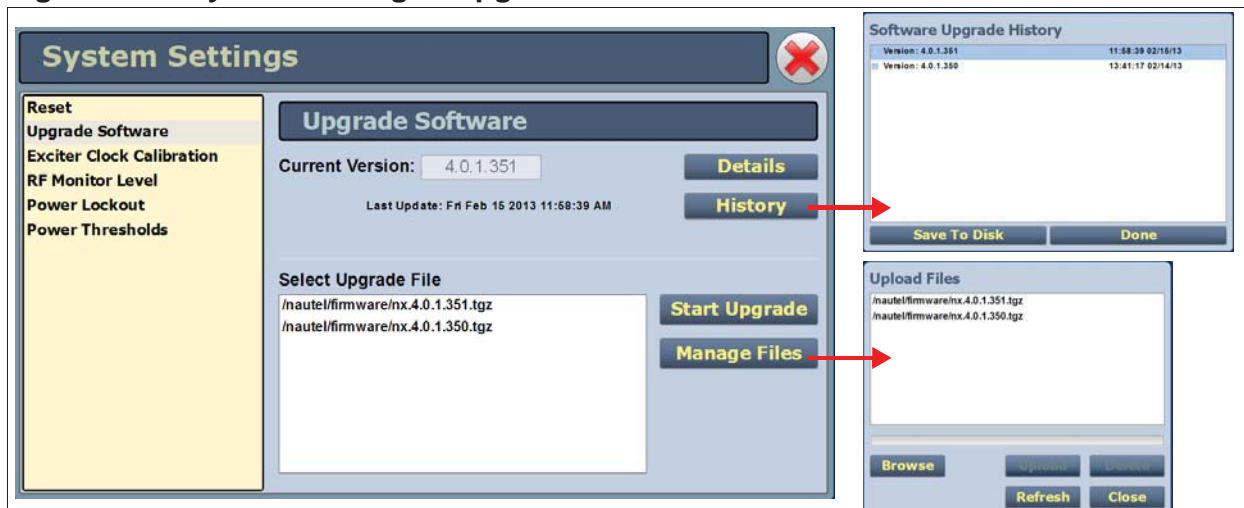 System Settings
Reset
Upgrade Software
Exciter Clock Calibration
RF Monitor Level
Power Lockout
Power Thresholds
Upgrade Software
Current Version: 4.0.1.351
Details
Last Update: Fri Feb 15 2013 11:58:39 AM
History
Select Upgrade File
/nautel/firmware/nx.4.0.1.351.tgz
/nautel/firmware/nx.4.0.1.350.tgz
Start Upgrade
Manage Files
Software Upgrade History
Version: 4.0.1.351 11:58:39 02/15/13
Version: 4.0.1.350 13:41:17 02/14/13
Save To Disk
Done
Upload Files
/nautel/firmware/nx.4.0.1.351.tgz
/nautel/firmware/nx.4.0.1.350.tgz
Browse
Upload
Delete
Refresh
Close